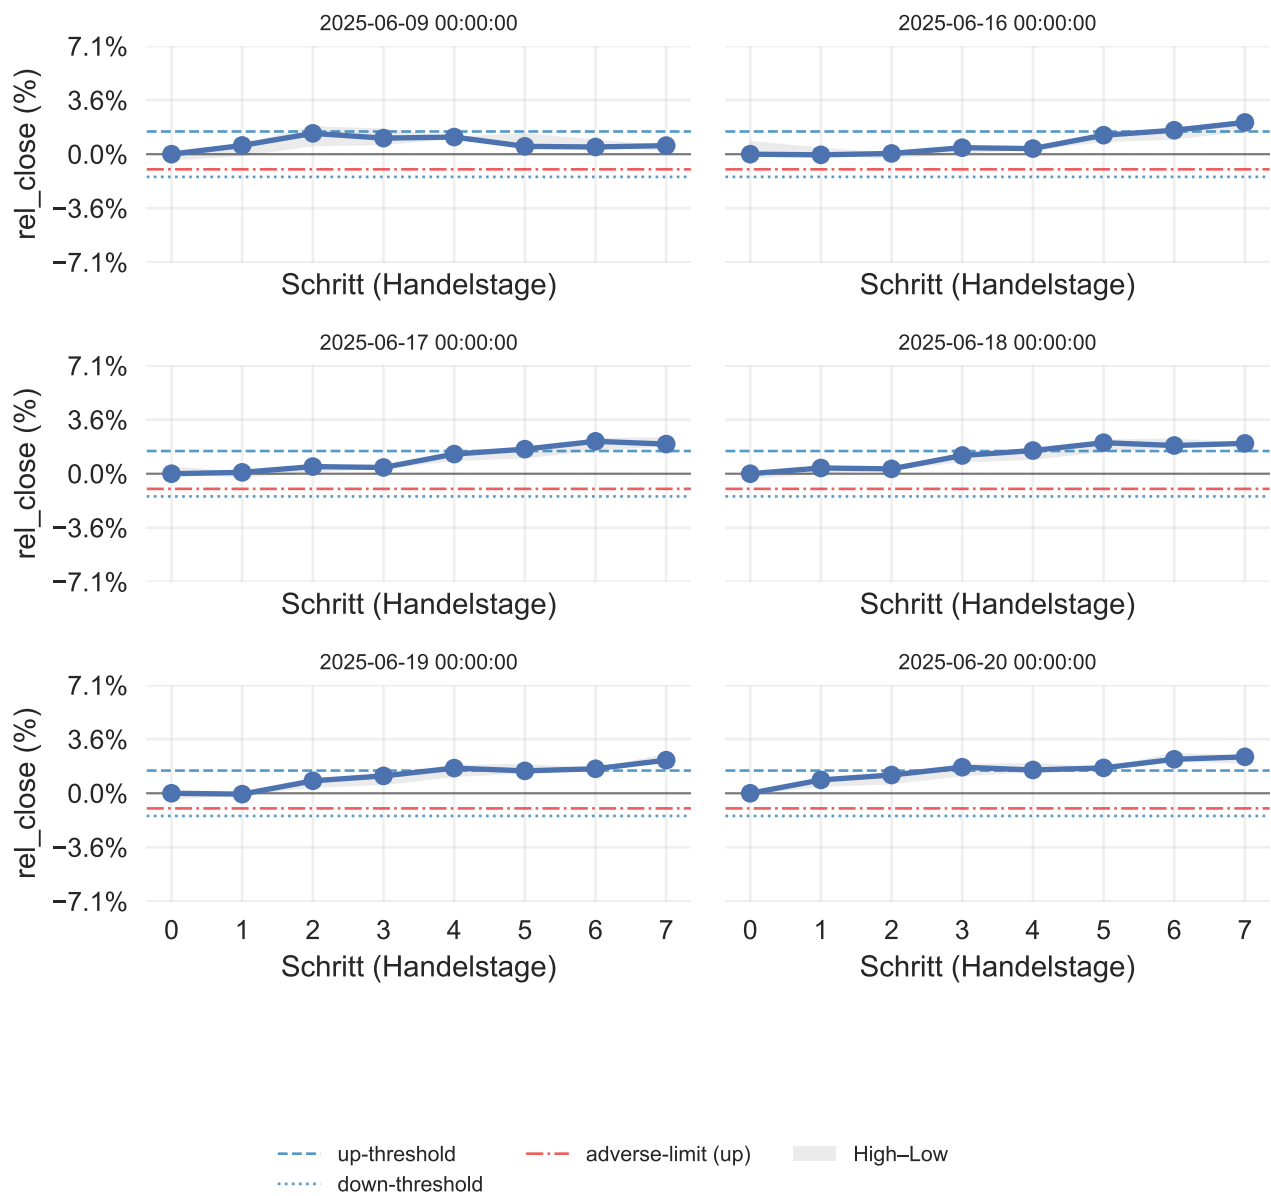 2025-06-09 00:00:00
2025-06-16 00:00:00
7.1%
3.6%
0.0%
−3.6%
−7.1%
rel_close (%)
Schritt (Handelstage)
Schritt (Handelstage)
2025-06-17 00:00:00
2025-06-18 00:00:00
7.1%
3.6%
0.0%
−3.6%
−7.1%
rel_close (%)
Schritt (Handelstage)
Schritt (Handelstage)
2025-06-19 00:00:00
2025-06-20 00:00:00
7.1%
3.6%
0.0%
−3.6%
−7.1%
rel_close (%)
0 1 2 3 4 5 6 7
0 1 2 3 4 5 6 7
Schritt (Handelstage)
Schritt (Handelstage)
up-threshold
down-threshold
adverse-limit (up)
High–Low